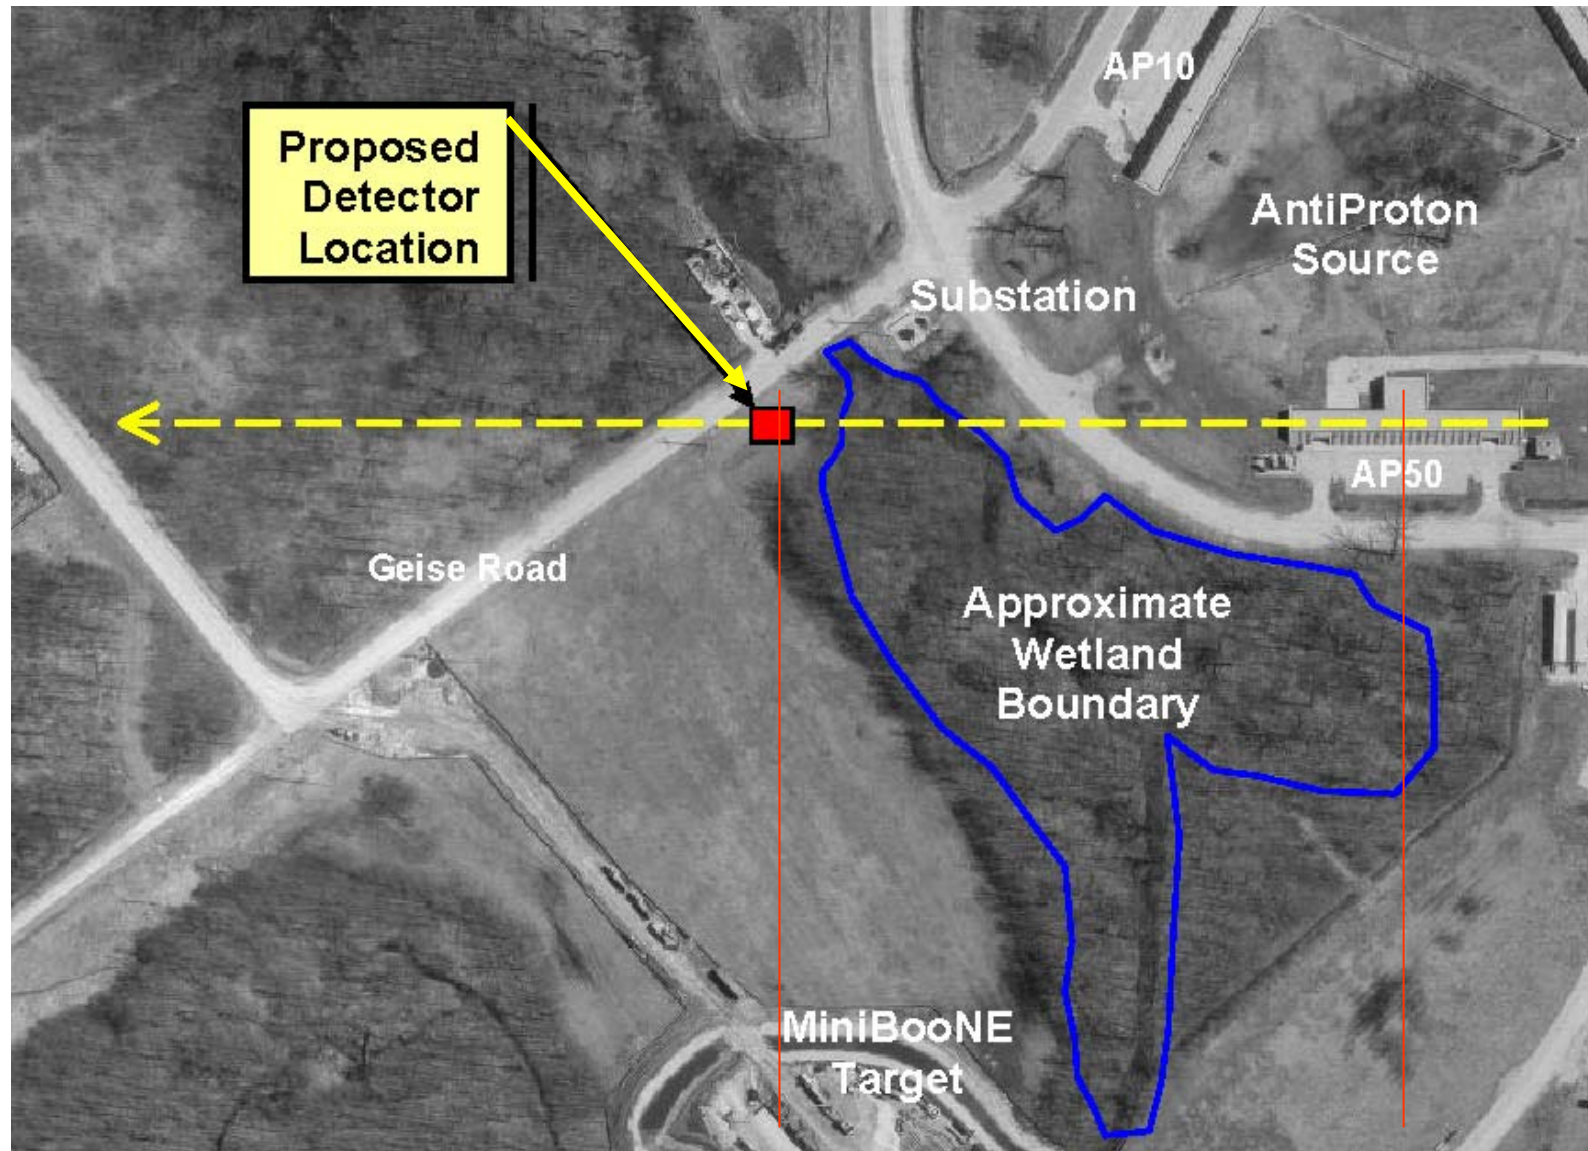 AP10
Proposed
Detector
Location
AntiProton
Source
Substation
AP50
Geise Road
Approximate
Wetland
Boundary
MiniBooNE
Target